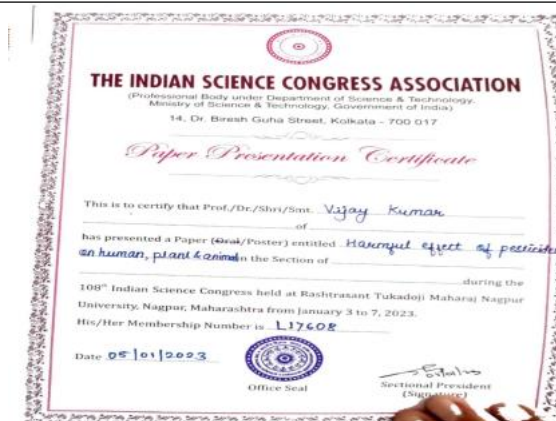 THE INDIAN SCIENCE CONGRESS ASSOCIATION
(Professional Body under Department of Science & Technology,
Ministry of Science & Technology, Government of India)
14, Dr. Biresh Guha Street, Kolkata - 700 017
Paper Presentation Certificate
This is to certify that Prof./Dr./Shri/Smt. Vijay Kumar
of
has presented a Paper (Oral/Poster) entitled Harmful effect of pesticides
on human, plant & animal in the Section of
during the
108th Indian Science Congress held at Rashtrasant Tukadoji Maharaj Nagpur
University, Nagpur, Maharashtra from January 3 to 7, 2023.
His/Her Membership Number is L17608
Date 05/01/2023
Office Seal
Sectional President
(Signature)